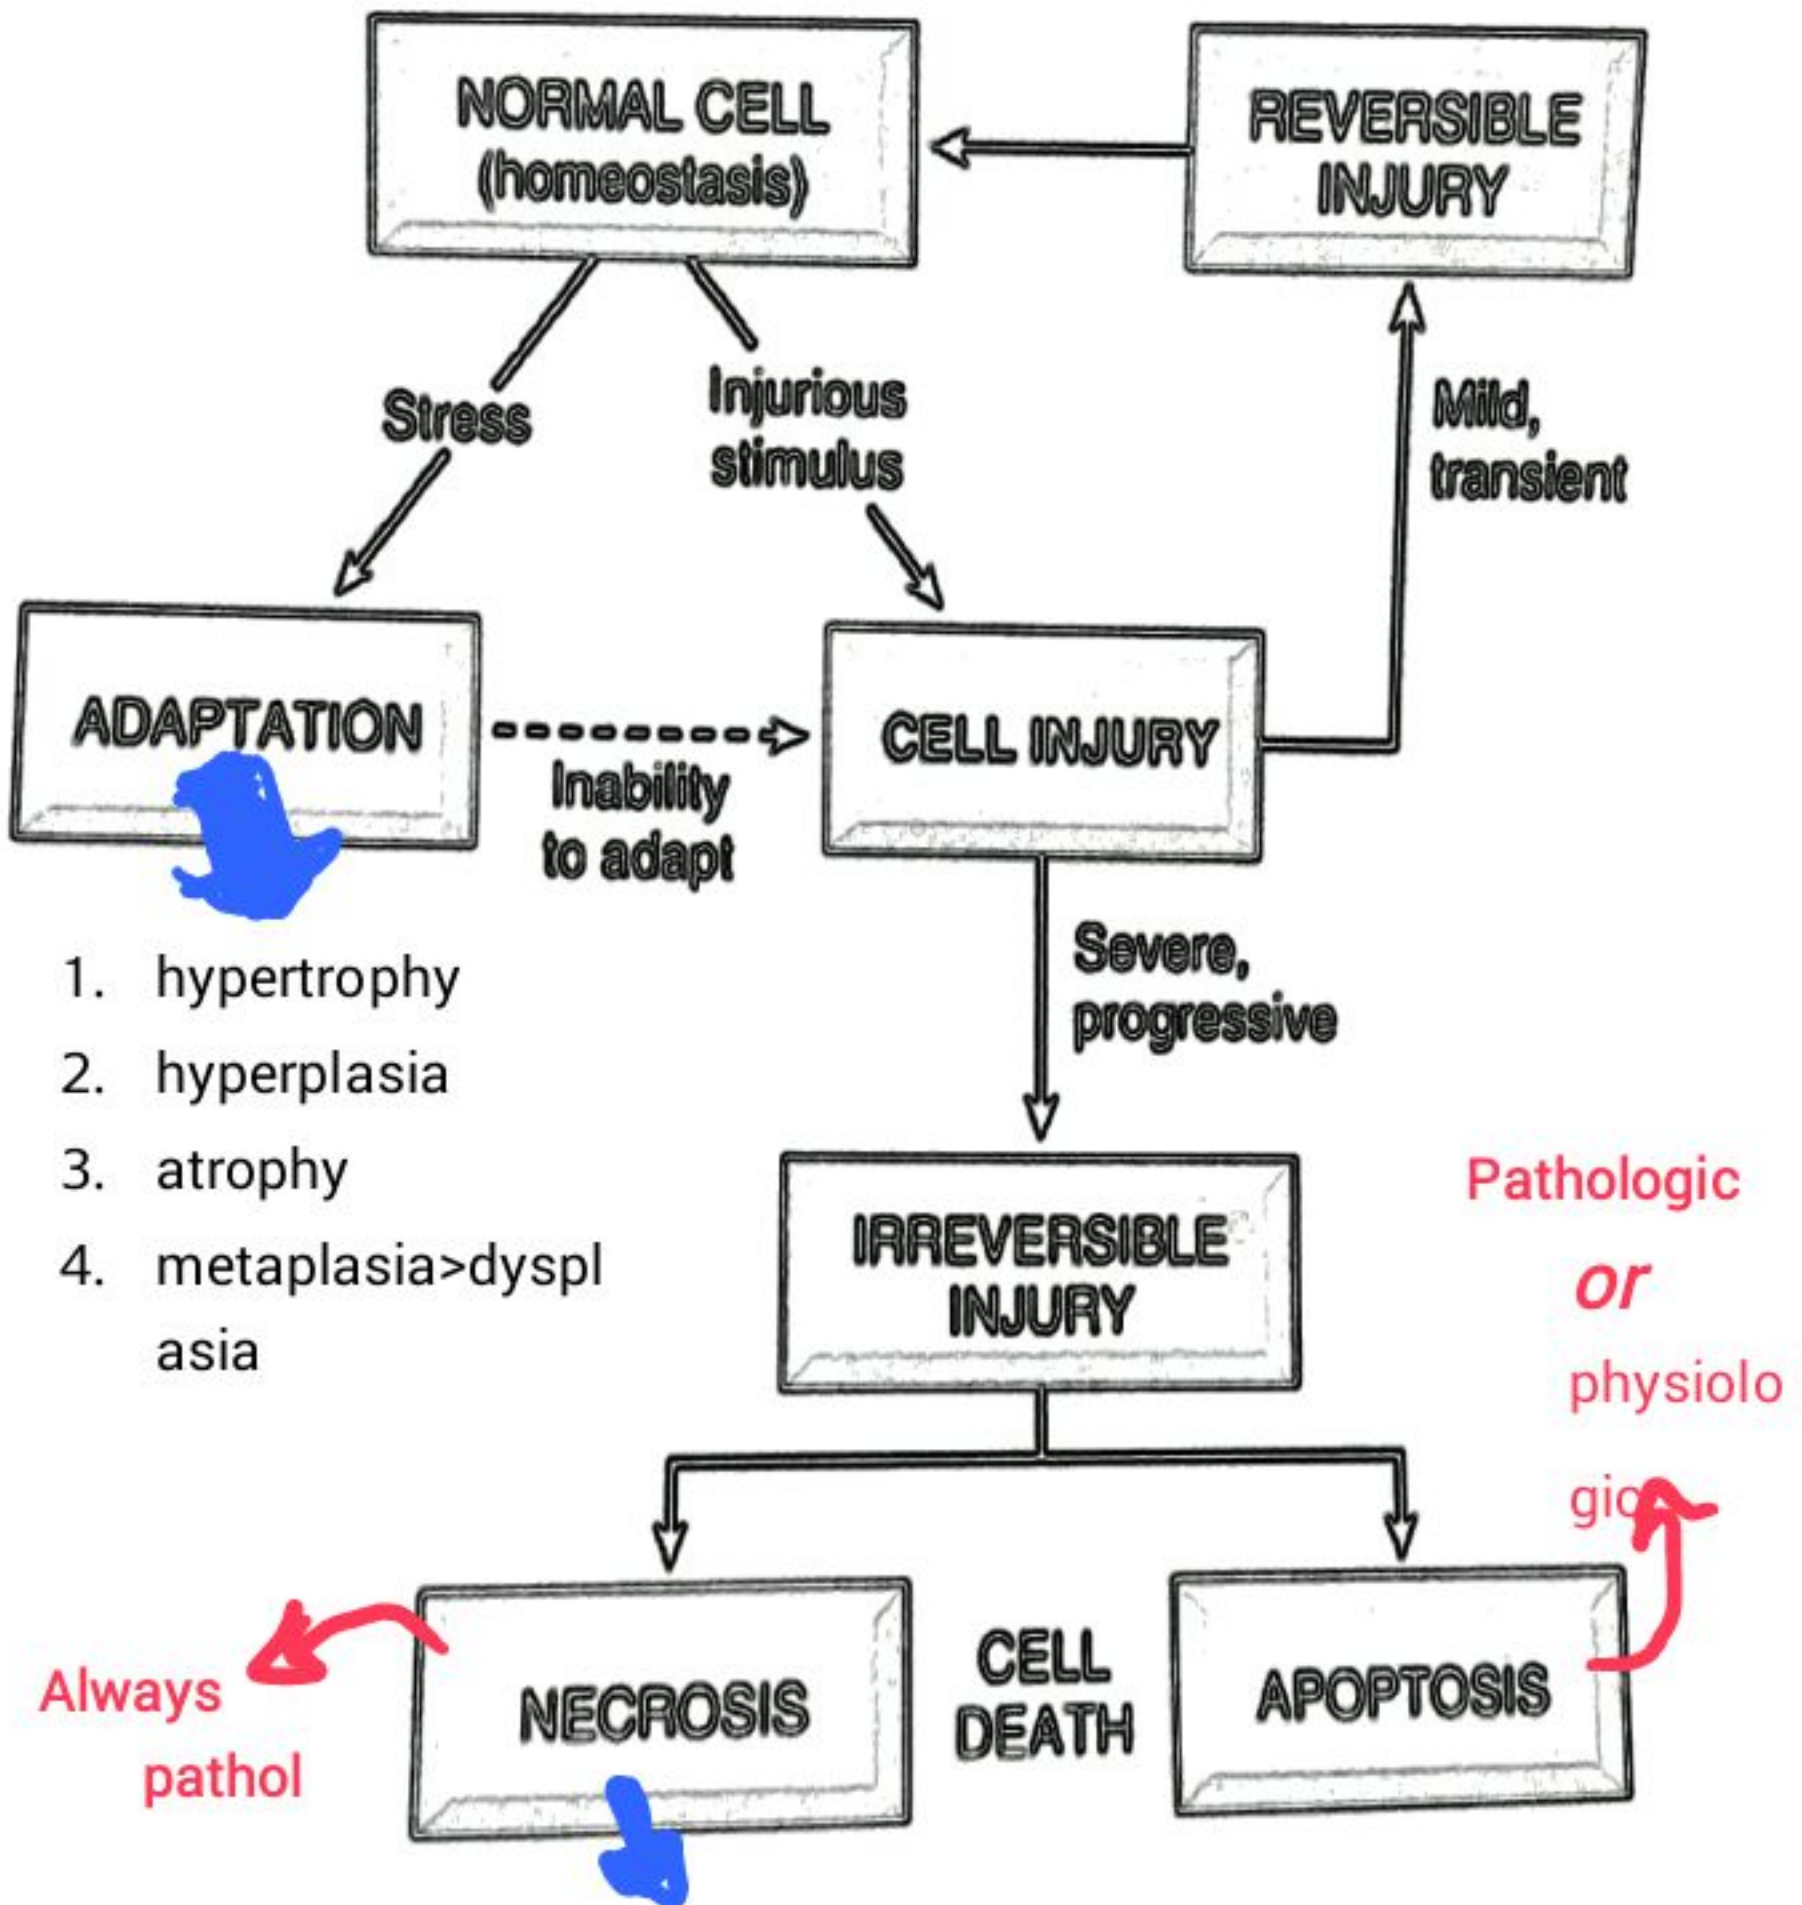 NORMAL CELL
(homeostasis)
REVERSIBLE
INJURY
Stress
Injurious
stimulus
Mild,
transient
ADAPTATION
Inability
to adapt
CELL INJURY
1. hypertrophy
2. hyperplasia
3. atrophy
4. metaplasia>dyspl
asia
Severe,
progressive
IRREVERSIBLE
INJURY
Pathologic
or
physiolo
gic
Always
pathol
NECROSIS
CELL
DEATH
APOPTOSIS